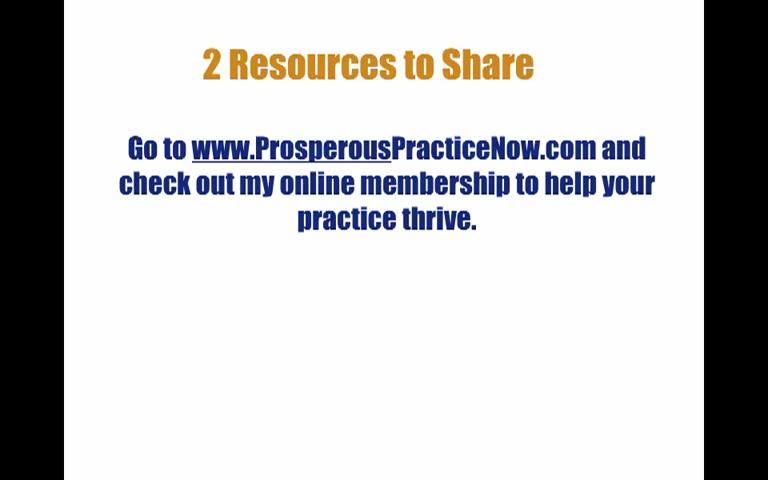 2 Resources to Share
Go to www.ProsperousPracticeNow.com and
check out my online membership to help your
practice thrive.